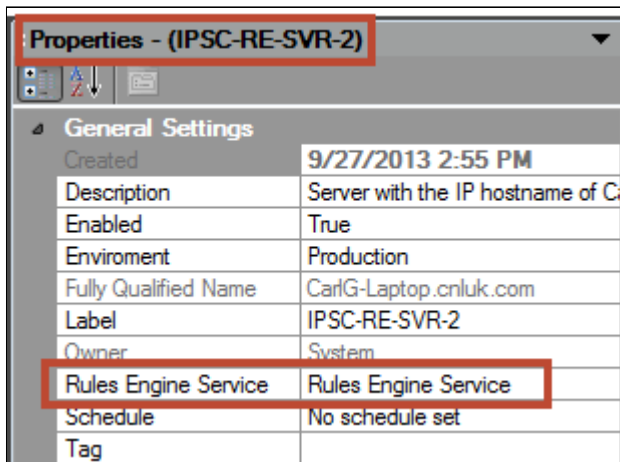 Properties - (IPSC-RE-SVR-2)
General Settings
Created 9/27/2013 2:55 PM
Description Server with the IP hostname of Ca
Enabled True
Enviroment Production
Fully Qualified Name CarlG-Laptop.cnluk.com
Label IPSC-RE-SVR-2
Owner System
Rules Engine Service Rules Engine Service
Schedule No schedule set
Tag